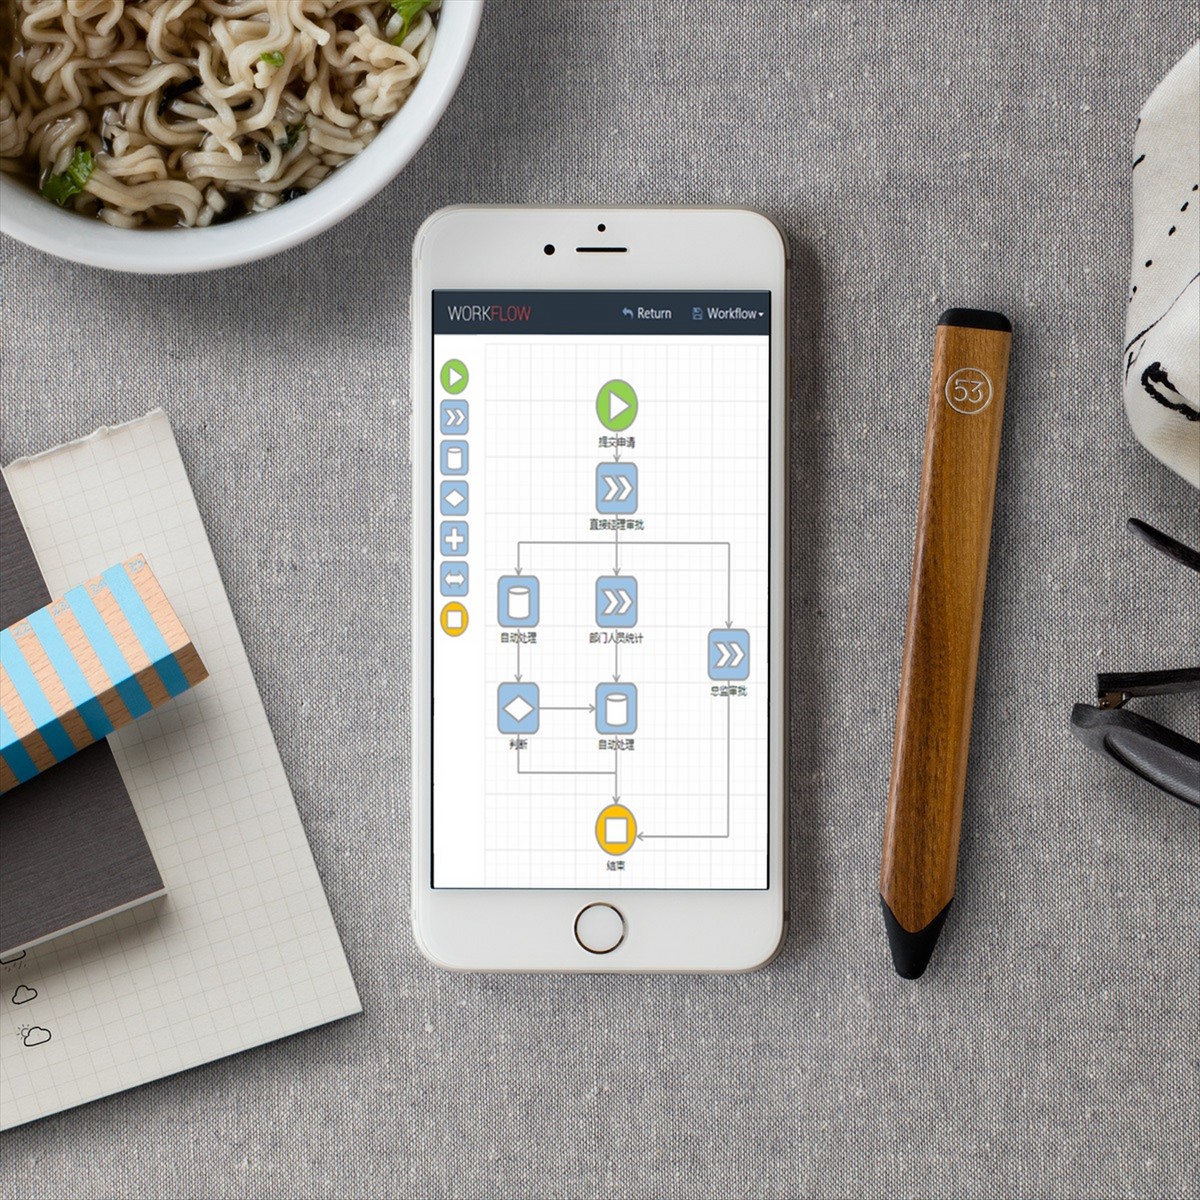 WORKFLOW
Return
Workflow
提交申请
直接经理审批
自动处理
部门人员统计
总监审批
判断
自动处理
结束
53